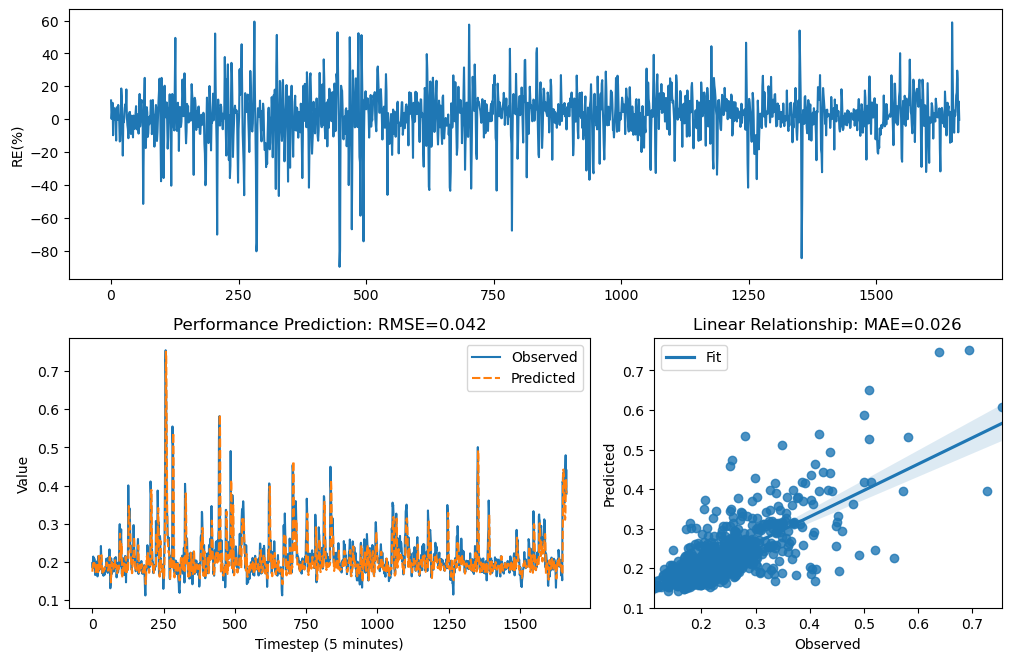 60
40
20
0
−20
−40
−60
−80
RE(%)
0 250 500 750 1000 1250 1500
Performance Prediction: RMSE=0.042
Observed
Predicted
0.7
0.6
0.5
0.4
0.3
0.2
0.1
Value
0 250 500 750 1000 1250 1500
Timestep (5 minutes)
Linear Relationship: MAE=0.026
Fit
0.7
0.6
0.5
0.4
0.3
0.2
0.1
Predicted
0.2 0.3 0.4 0.5 0.6 0.7
Observed